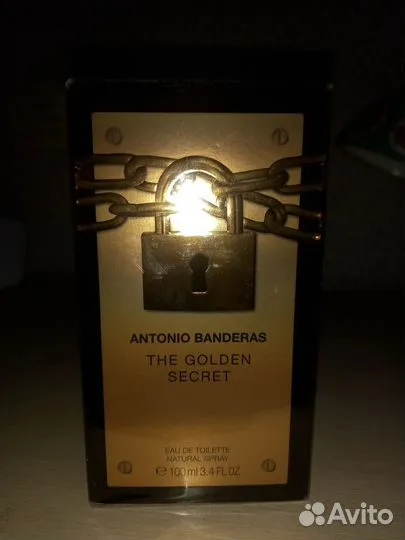 ANTONIO BANDERAS
THE GOLDEN
SECRET
EAU DE TOILETTE
NATURAL SPRAY
℮ 100 ml 3.4 FL OZ
Avito